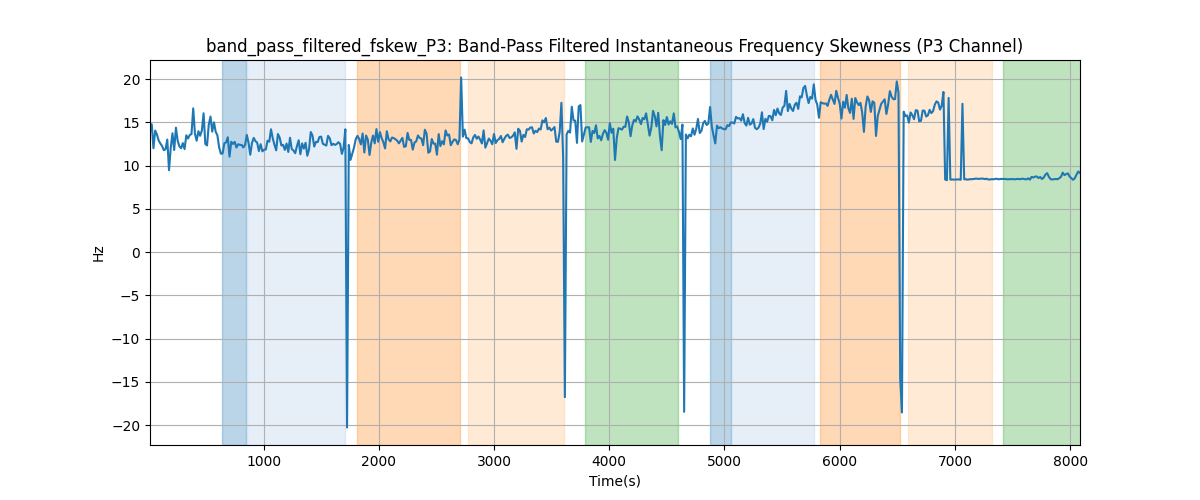 band_pass_filtered_fskew_P3: Band-Pass Filtered Instantaneous Frequency Skewness (P3 Channel)
20
15
10
5
0
−5
−10
−15
−20
Hz
1000 2000 3000 4000 5000 6000 7000 8000
Time(s)